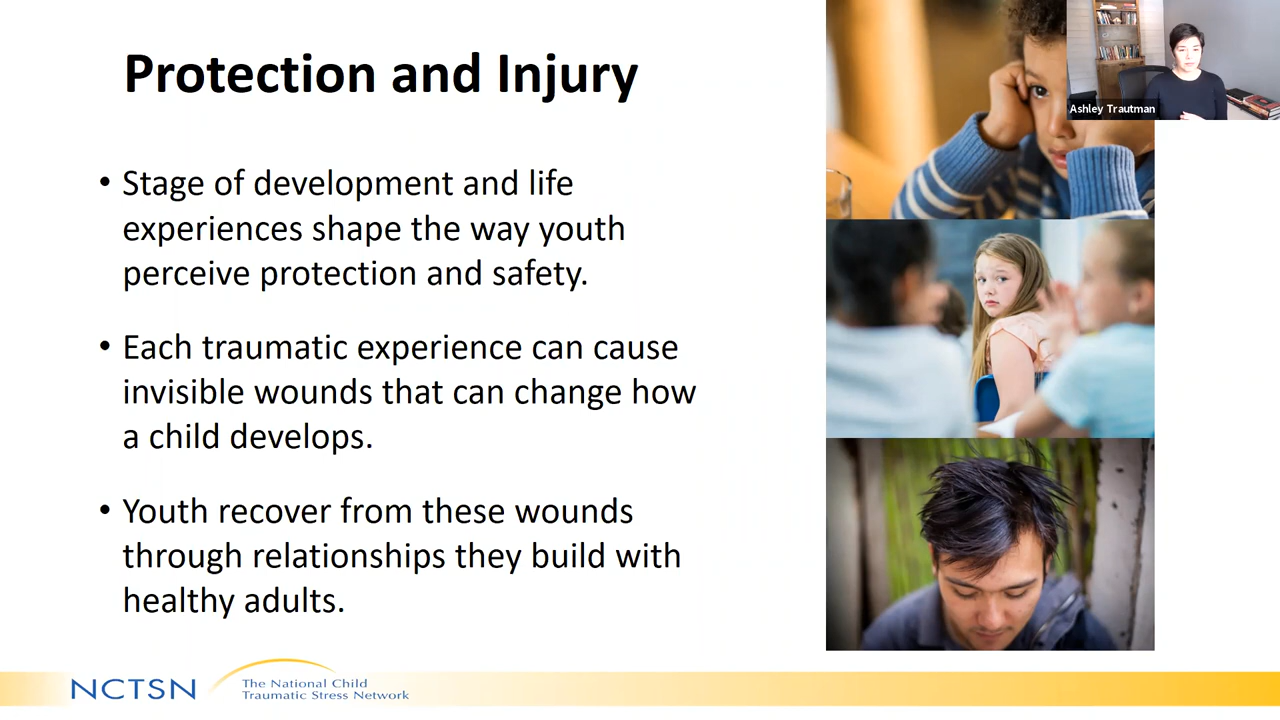 Protection and Injury
Ashley Trautman
• Stage of development and life
experiences shape the way youth
perceive protection and safety.
• Each traumatic experience can cause
invisible wounds that can change how
a child develops.
• Youth recover from these wounds
through relationships they build with
healthy adults.
NCTSN
The National Child
Traumatic Stress Network